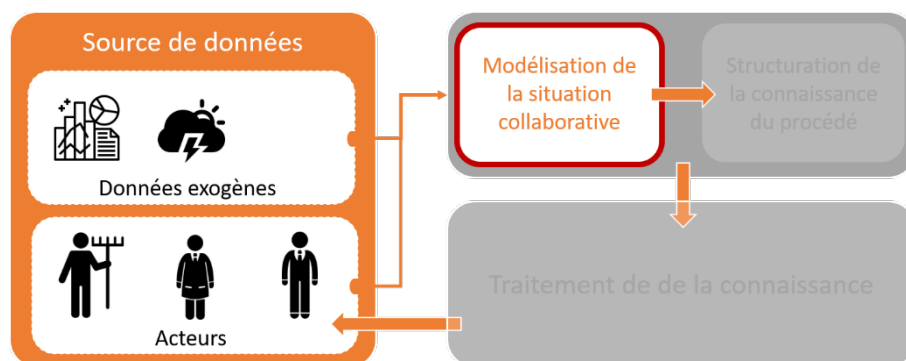 Source de données
Données exogènes
Acteurs
Modélisation de
la situation
collaborative
Structuration de
la connaissance
du procédé
Traitement de de la connaissance